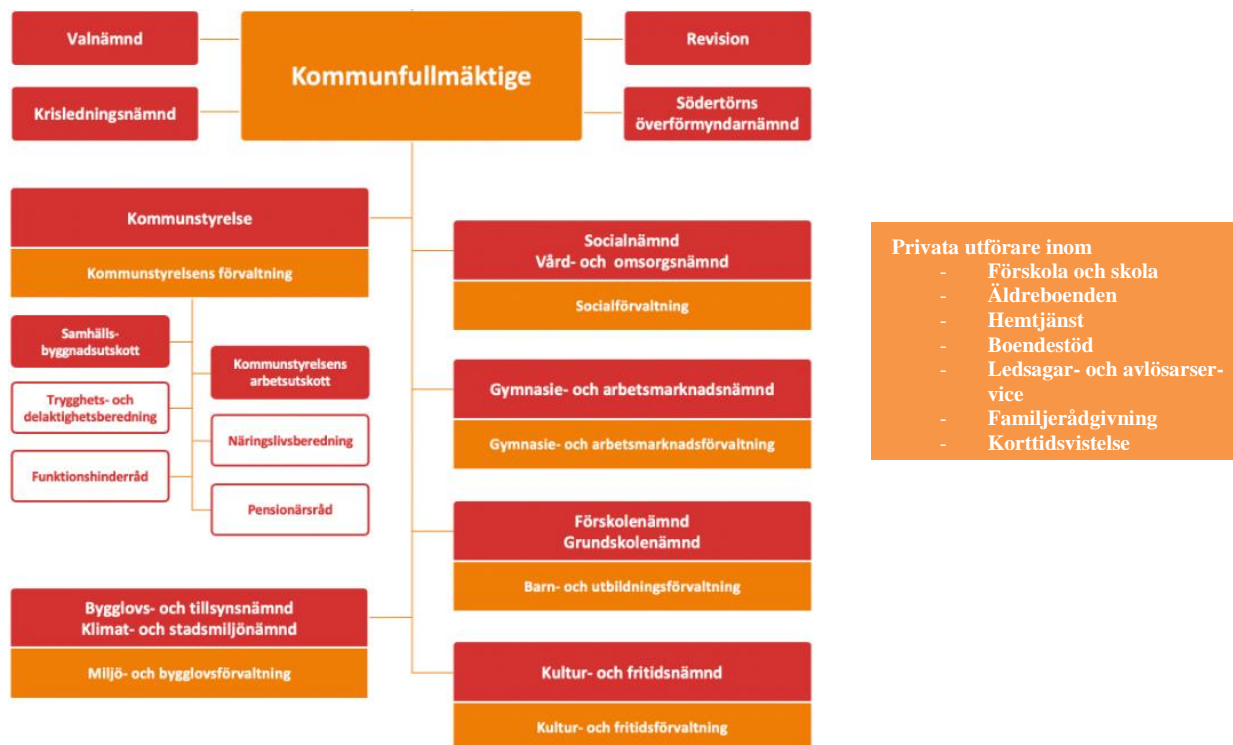 Valnämnd
Kommunfullmäktige
Revision
Krisledningsnämnd
Södertörns
överförmyndarnämnd
Kommunstyrelse
Kommunstyrelsens förvaltning
Samhälls-
byggnadsutskott
Kommunstyrelsens
arbetsutskott
Trygghets- och
delaktighetsberedning
Näringslivsberedning
Funktionshinderråd
Pensionärsråd
Bygglovs- och tillsynsnämnd
Klimat- och stadsmiljönämnd
Miljö- och bygglovsförvaltning
Socialnämnd
Vård- och omsorgsnämnd
Socialförvaltning
Gymnasie- och arbetsmarknadsnämnd
Gymnasie- och arbetsmarknadsförvaltning
Förskolenämnd
Grundskolenämnd
Barn- och utbildningsförvaltning
Kultur- och fritidsnämnd
Kultur- och fritidsförvaltning
Privata utförare inom
- Förskola och skola
- Äldreboenden
- Hemtjänst
- Boendestöd
- Ledsagar- och avlösarser-
vice
- Familjerådgivning
- Korttidsvistelse